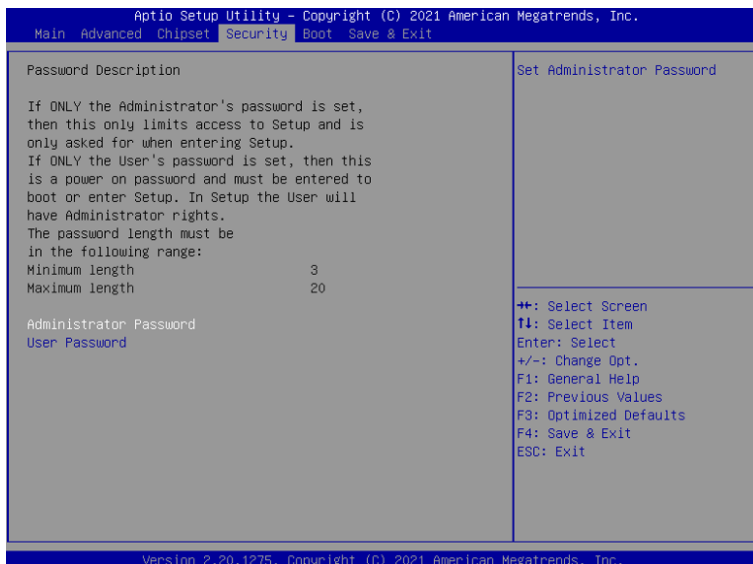 Aptio Setup Utility – Copyright (C) 2021 American Megatrends, Inc.
Main Advanced Chipset Security Boot Save & Exit
Password Description
If ONLY the Administrator's password is set,
then this only limits access to Setup and is
only asked for when entering Setup.
If ONLY the User's password is set, then this
is a power on password and must be entered to
boot or enter Setup. In Setup the User will
have Administrator rights.
The password length must be
in the following range:
Minimum length 3
Maximum length 20
Administrator Password
User Password
Set Administrator Password
→←: Select Screen
↑↓: Select Item
Enter: Select
+/-: Change Opt.
F1: General Help
F2: Previous Values
F3: Optimized Defaults
F4: Save & Exit
ESC: Exit
Version 2.20.1275. Copyright (C) 2021 American Megatrends, Inc.